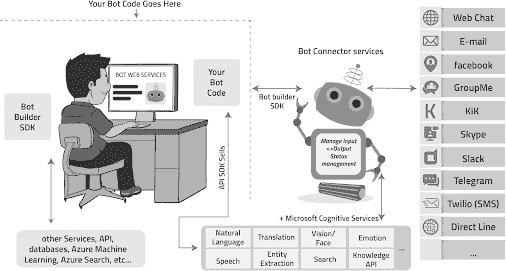 Your Bot Code Goes Here
BOT WEB SERVICES
Bot
Builder
SDK
Your
Bot
Code
other Services, API,
databases, Azure Machine
Learning, Azure Search, etc...
API SDK Sells
Bot Connector services
Bot builder
SDK
Manage input
<>Output
Status
management
+ Microsoft Cognitive Services
Natural
Language
Translation
Vision/
Face
Emotion
...
Speech
Entity
Extraction
Search
Knowledge
API
Web Chat
E-mail
facebook
GroupMe
KiK
Skype
Slack
Telegram
Twilio (SMS)
Direct Line
...